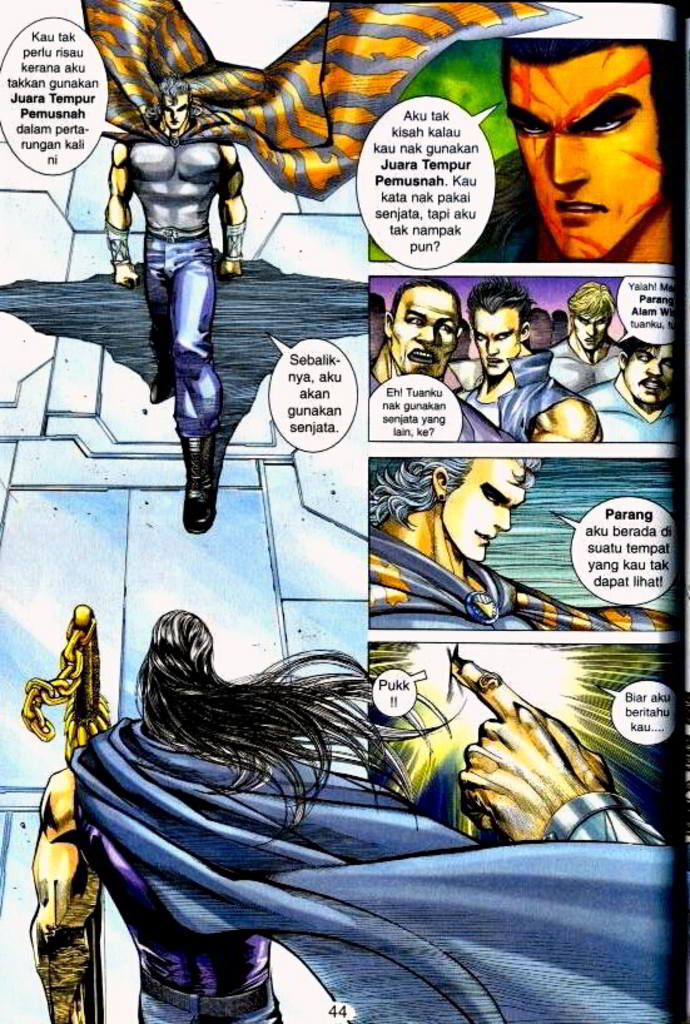 Kau tak
perlu risau
kerana aku
takkan gunakan
Juara Tempur
Pemusnah
dalam perta-
rungan kali
ni
Sebalik-
nya, aku
akan
gunakan
senjata.
Aku tak
kisah kalau
kau nak gunakan
Juara Tempur
Pemusnah. Kau
kata nak pakai
senjata, tapi aku
tak nampak
pun?
Eh! Tuanku
nak gunakan
senjata yang
lain, ke?
Yaiah!
Parang
Alam
tuanku,
Parang
aku berada di
suatu tempat
yang kau tak
dapat lihat!
Pukk
!!
Biar aku
beritahu
kau....
44